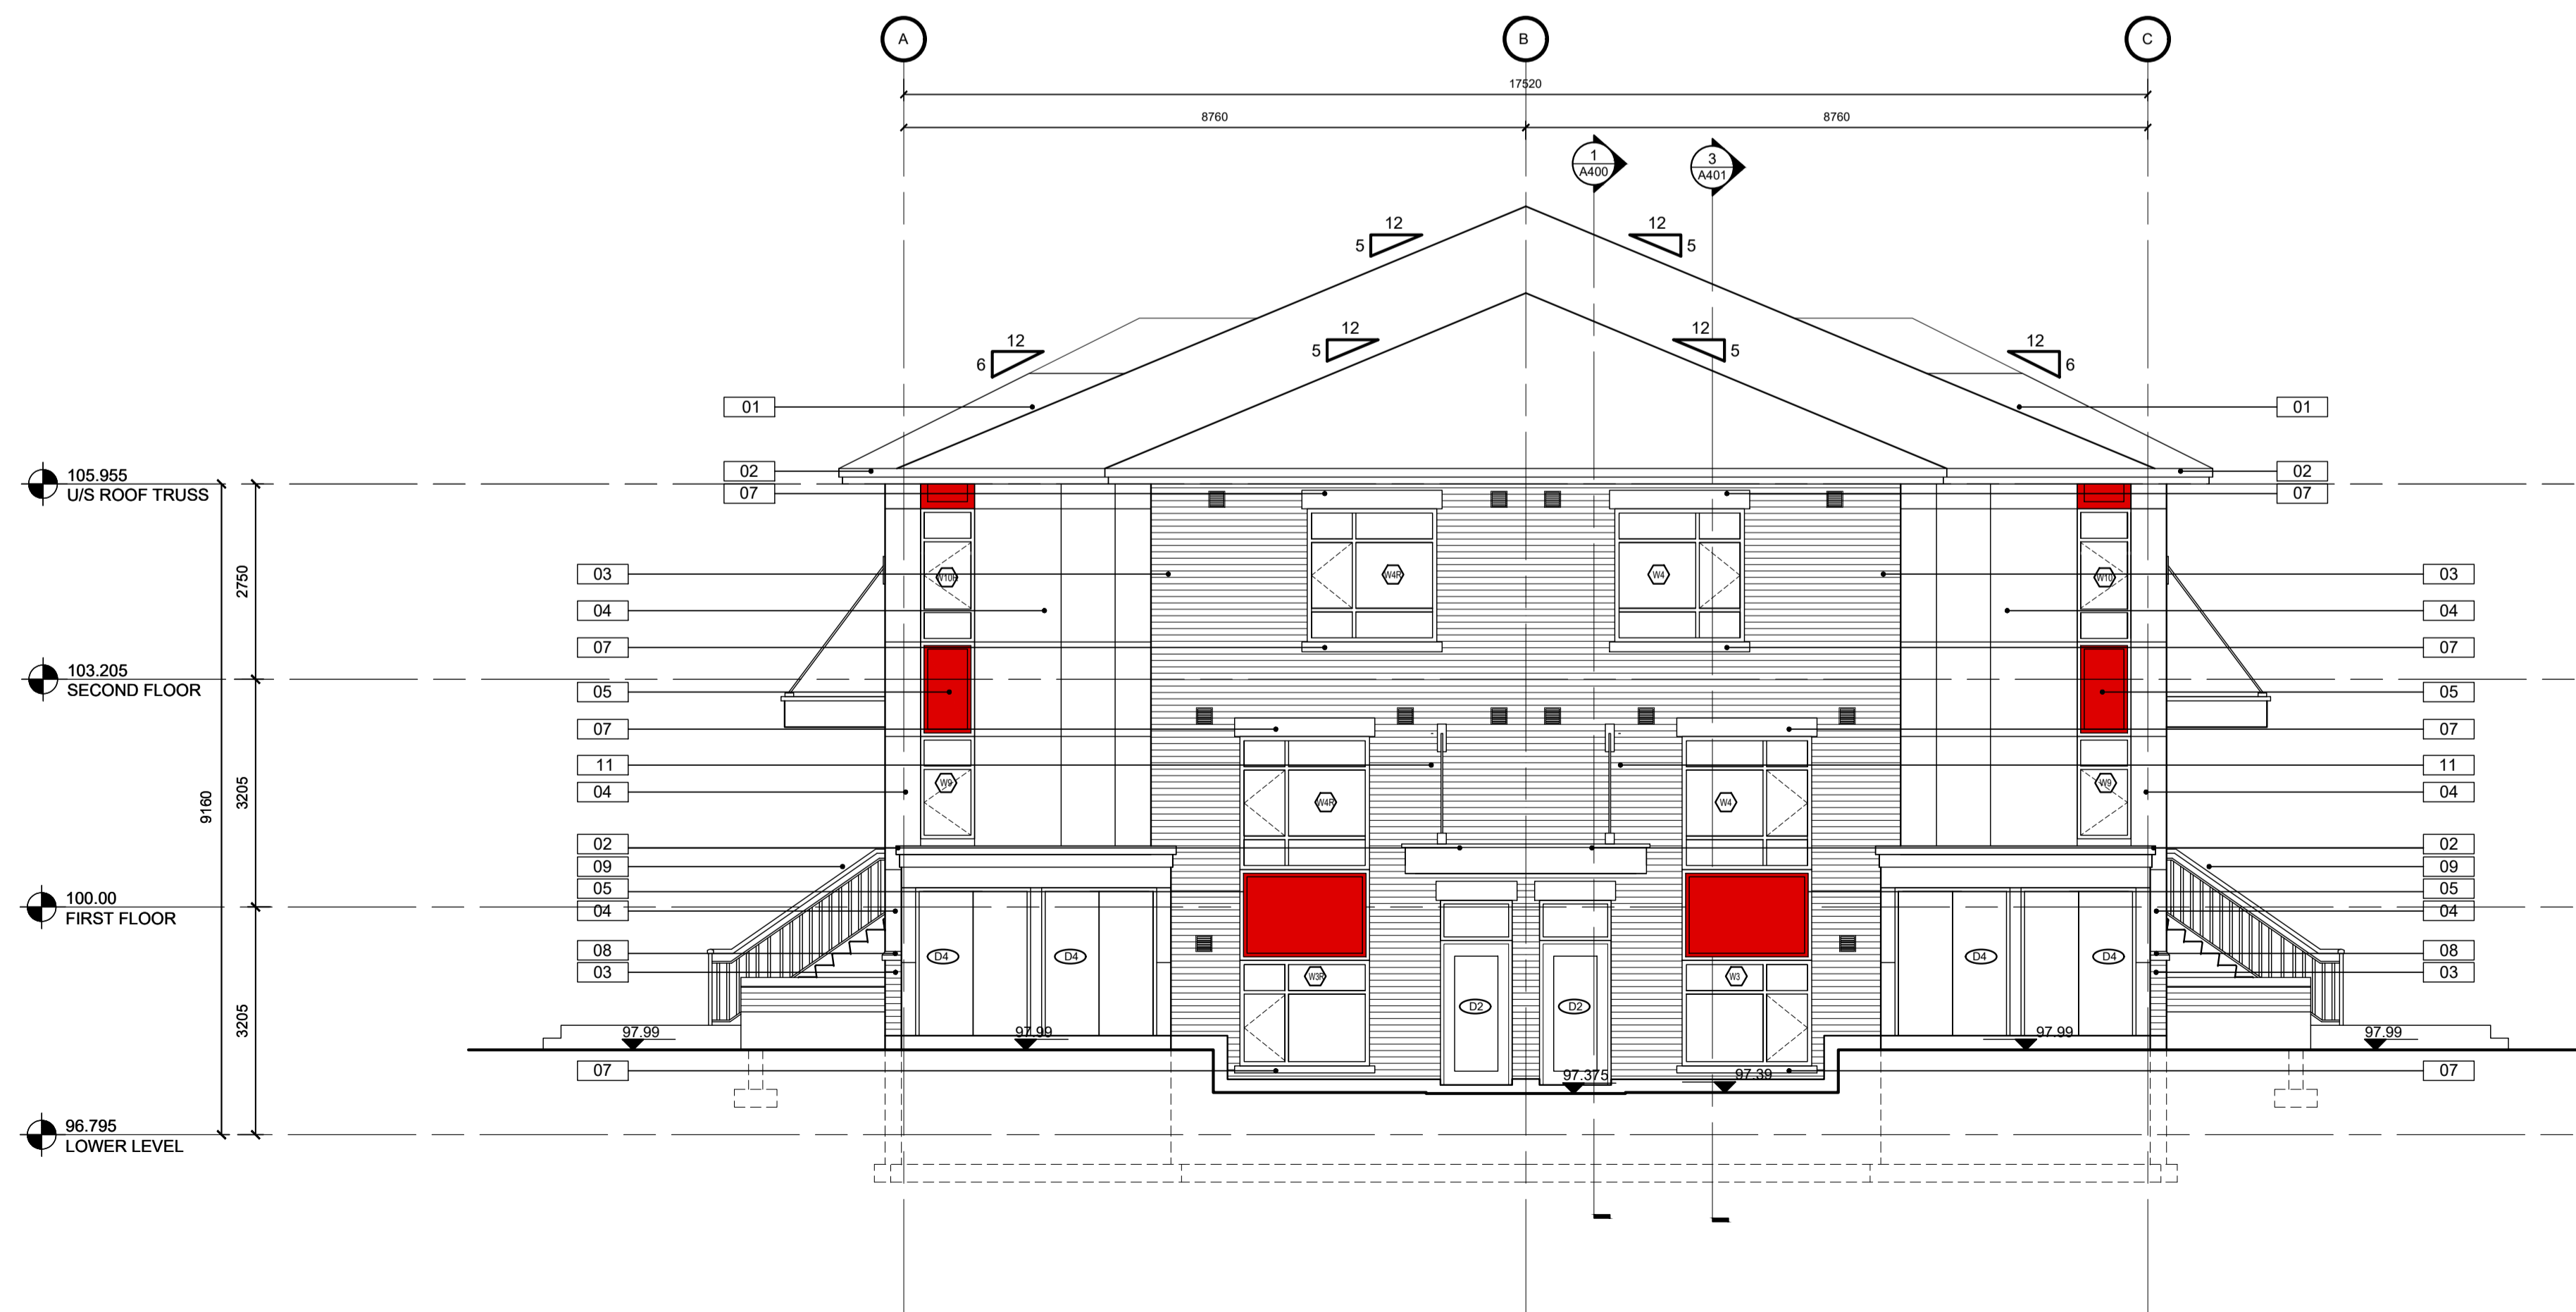 A
B
C
17520
8760
8760
1
A400
3
A401
12
5
12
5
12
6
12
5
12
5
12
6
01
01
02
02
07
07
105.955
U/S ROOF TRUSS
2750
03
W10R
W4R
W4
W10
03
04
04
07
07
103.205
SECOND FLOOR
05
05
07
07
11
11
04
W9
W4R
W4
W9
04
9160
3205
02
02
09
09
05
05
100.00
FIRST FLOOR
04
04
08
08
D4
D4
D4
D4
03
W3R
W3
03
D2
D2
3205
97.99
97.99
97.99
97.99
07
97.375
97.39
07
96.795
LOWER LEVEL